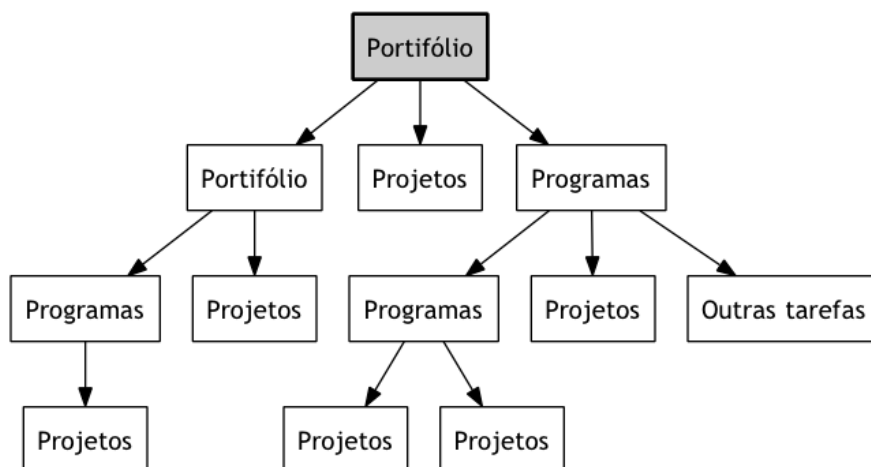 Portifólio
Portifólio
Projetos
Programas
Programas
Projetos
Programas
Projetos
Outras tarefas
Projetos
Projetos
Projetos